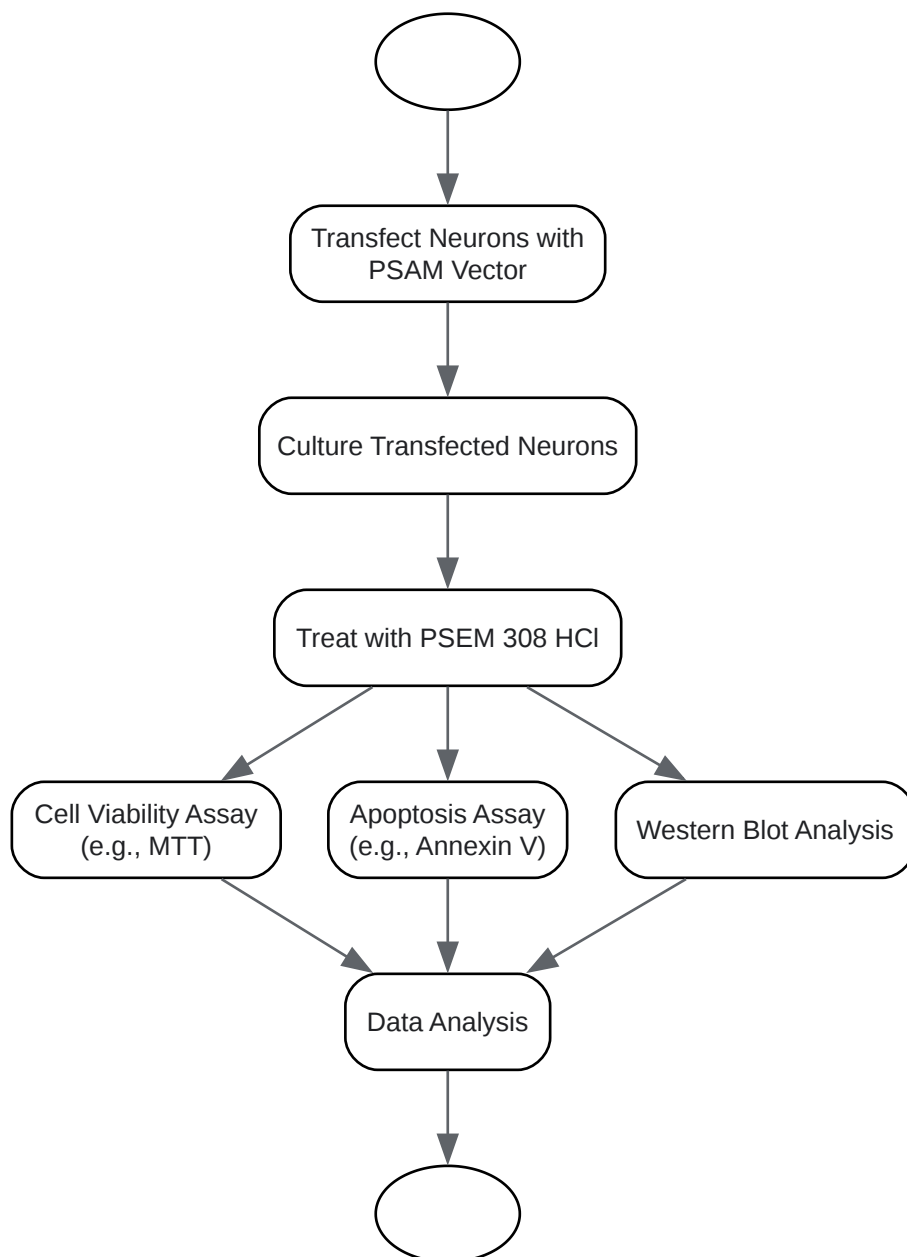 Transfect Neurons with
PSAM Vector
Culture Transfected Neurons
Treat with PSEM 308 HCl
Cell Viability Assay
(e.g., MTT)
Apoptosis Assay
(e.g., Annexin V)
Western Blot Analysis
Data Analysis